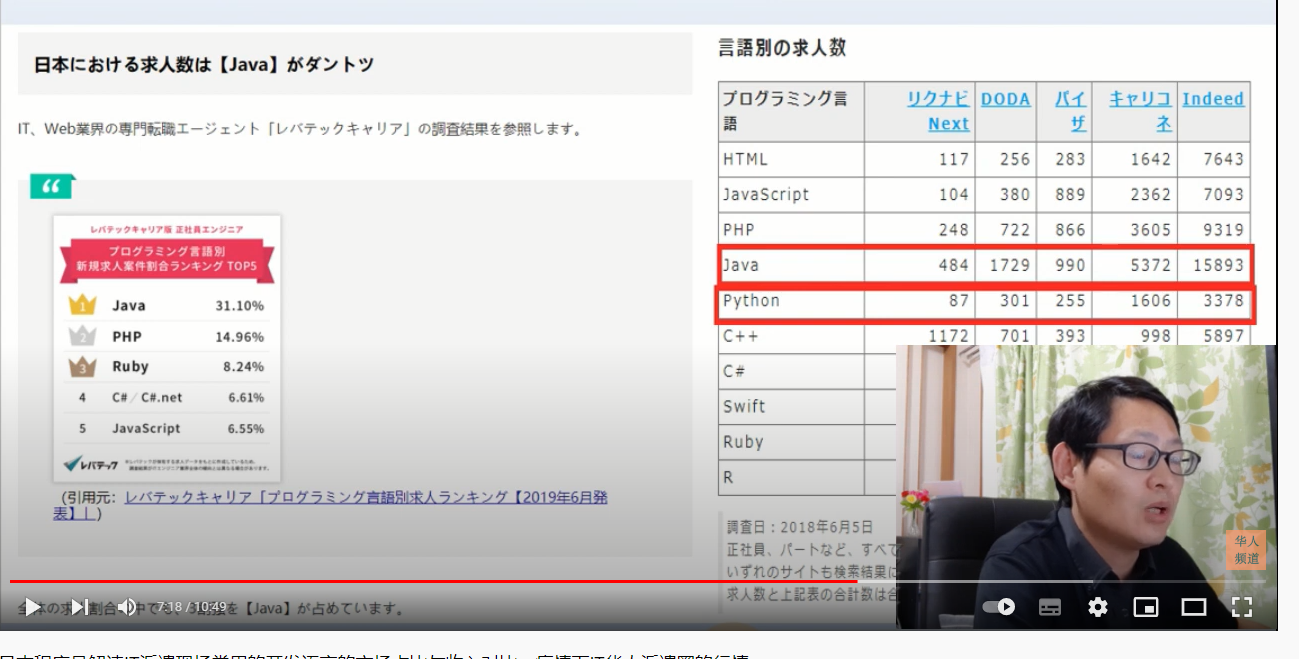 日本における求人数は【Java】がダントツ
IT、Web業界の専門転職エージェント「レバテックキャリア」の調査結果を参照します。
レバテックキャリア版 正社員エンジニア
プログラミング言語別
新規求人案件割合ランキング TOP5
1 Java 31.10%
2 PHP 14.96%
3 Ruby 8.24%
4 C# / C#.net 6.61%
5 JavaScript 6.55%
レバテック
（引用元：レバテックキャリア「プログラミング言語別求人ランキング【2019年6月発
表】」）
全体の求 割合 中で 割を【Java】が占めています。
言語別の求人数
プログラミング言語 リクナビNext DODA バイザ キャリコネ Indeed
HTML 117 256 283 1642 7643
JavaScript 104 380 889 2362 7093
PHP 248 722 866 3605 9319
Java 484 1729 990 5372 15893
Python 87 301 255 1606 3378
C++ 1172 701 393 998 5897
C#
Swift
Ruby
R
調査日：2018年6月5日
正社員、パートなど、すべて
いずれのサイトも検索結果に
求人数と上記表の合計数は合
华人
频道
7:18 / 10:49